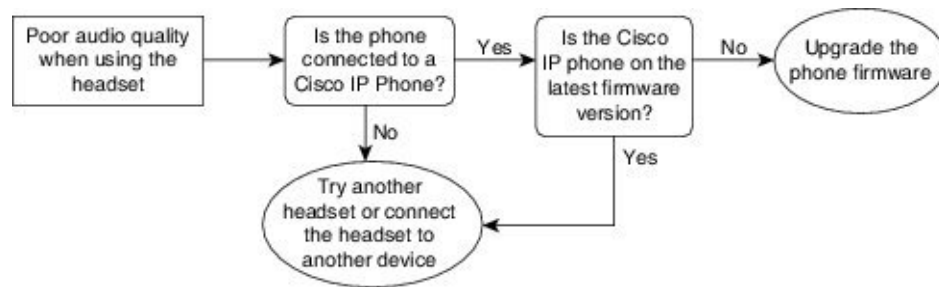 Poor audio quality
when using the
headset
Is the phone
connected to a
Cisco IP Phone?
Yes
Is the Cisco
IP phone on the
latest firmware
version?
No
Upgrade the
phone firmware
No
Yes
Try another
headset or connect
the headset to
another device